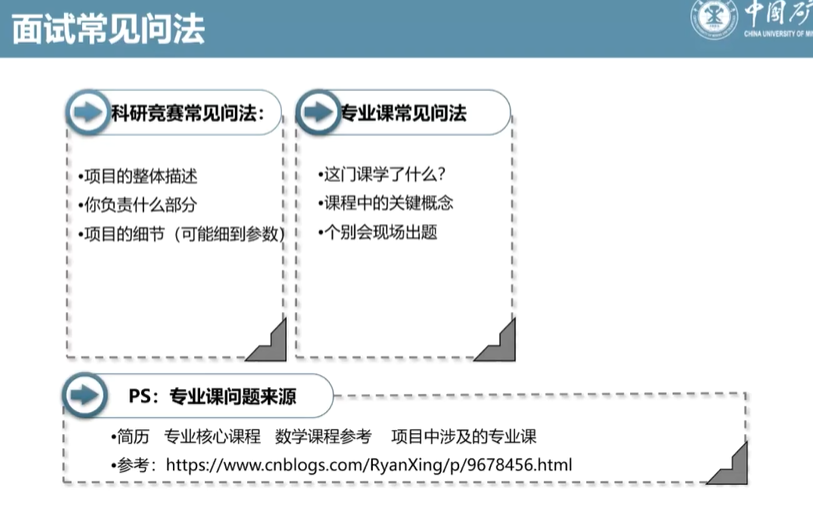 面试常见问法
中国矿
CHINA UNIVERSITY OF MI
科研竞赛常见问法：
•项目的整体描述
•你负责什么部分
•项目的细节（可能细到参数）
专业课常见问法
•这门课学了什么？
•课程中的关键概念
•个别会现场出题
PS：专业课问题来源
•简历 专业核心课程 数学课程参考 项目中涉及的专业课
•参考：https://www.cnblogs.com/RyanXing/p/9678456.html